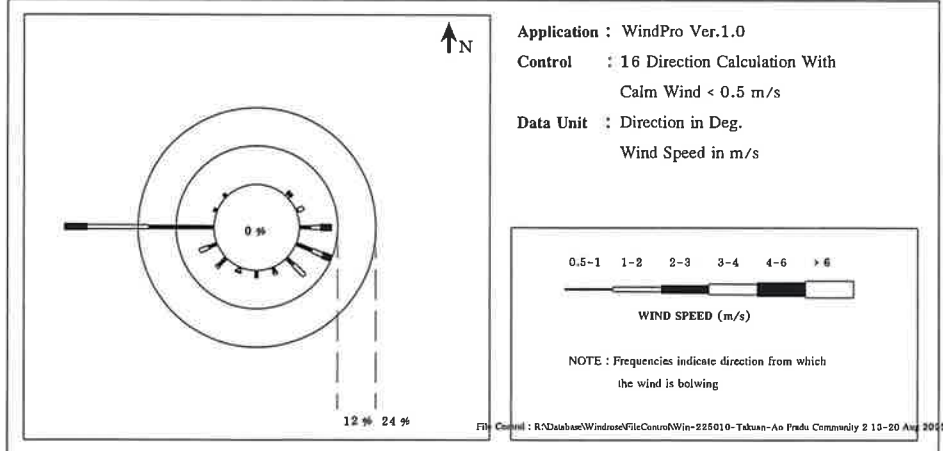 N
Application : WindPro Ver.1.0
Control : 16 Direction Calculation With
Calm Wind < 0.5 m/s
Data Unit : Direction in Deg.
Wind Speed in m/s
0 %
12 % 24 %
0.5-1 1-2 2-3 3-4 4-6 > 6
WIND SPEED (m/s)
NOTE : Frequencies indicate direction from which
the wind is bolwing
File Control : R:\Database\Windrose\FileControl\Win-225010-Takuan-Ao Pradu Community 2 13-20 Aug